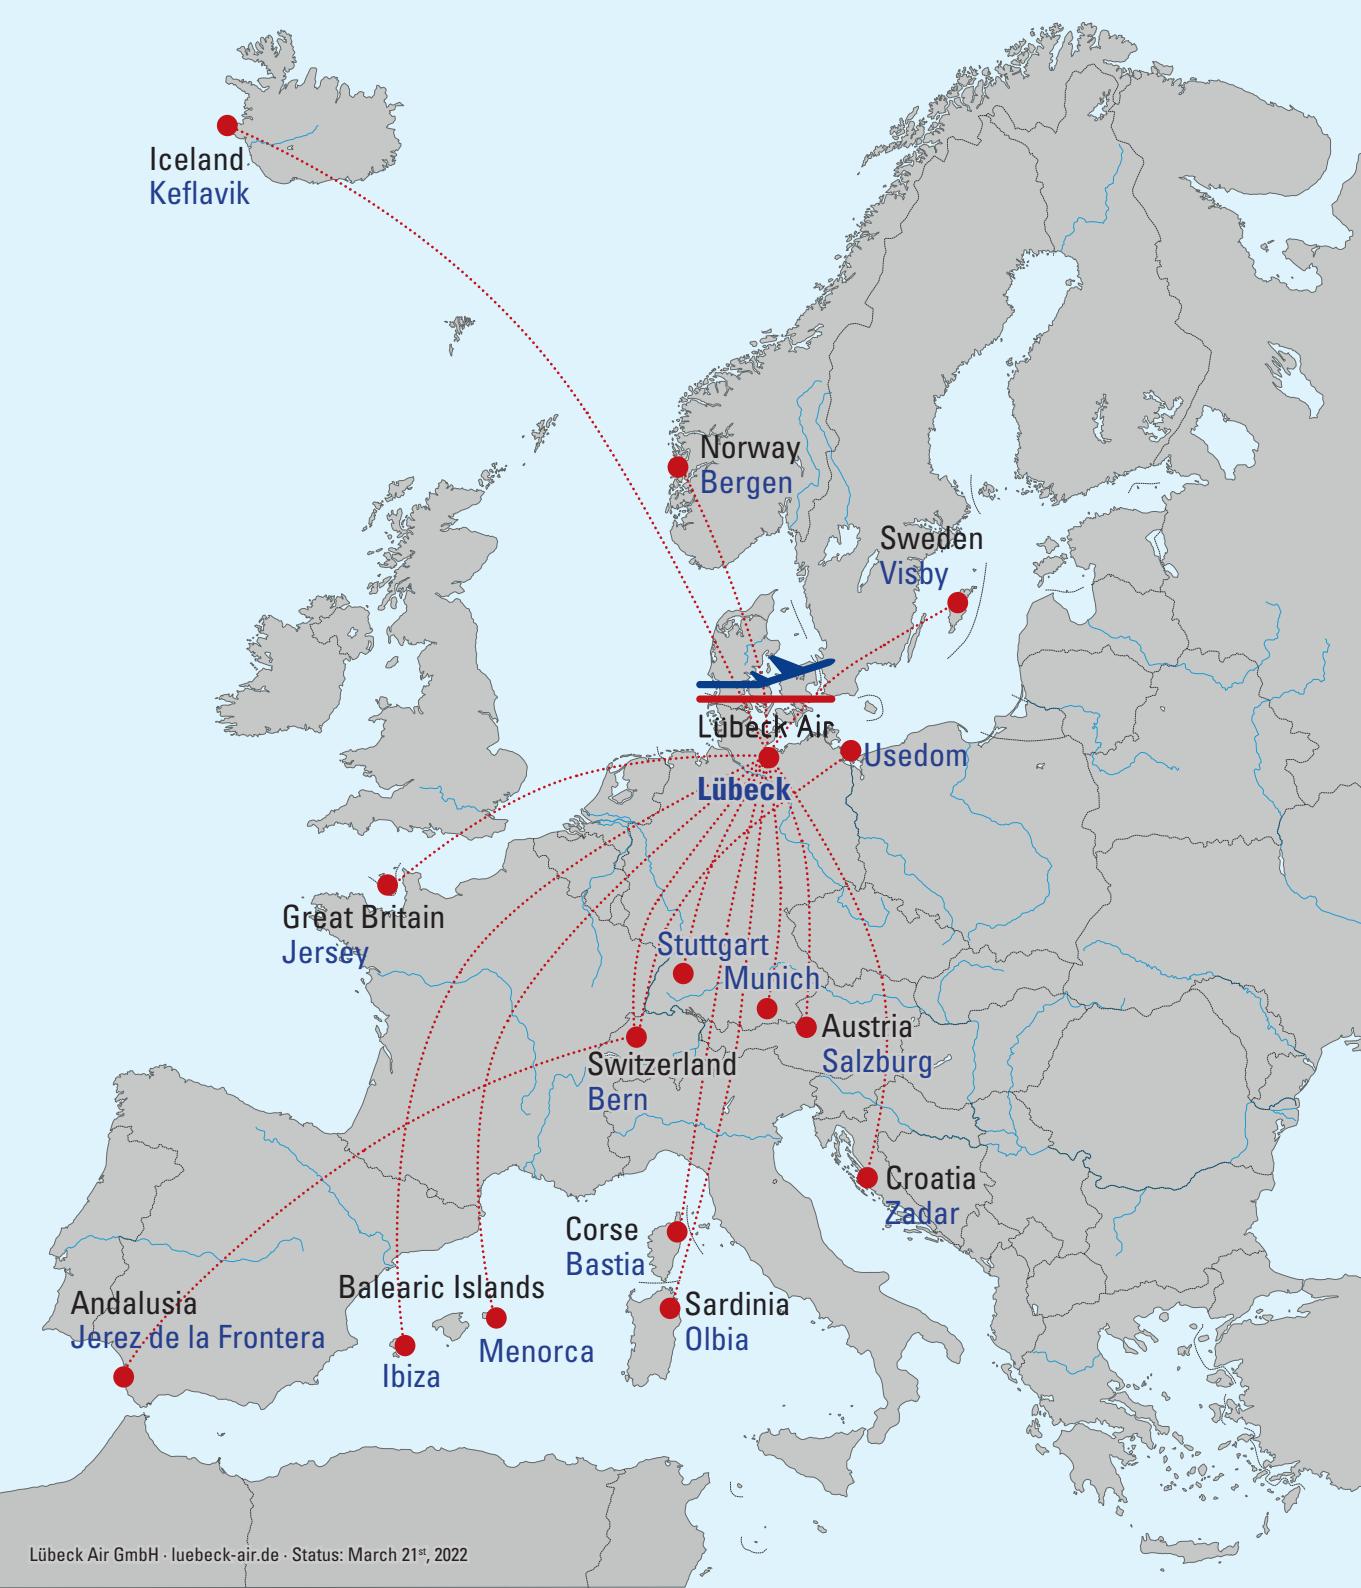 Iceland
Keflavik
Norway
Bergen
Sweden
Visby
Lübeck Air
Lübeck
Usedom
Great Britain
Jersey
Stuttgart
Munich
Austria
Salzburg
Switzerland
Bern
Croatia
Zadar
Corse
Bastia
Balearic Islands
Andalusia
Jerez de la Frontera
Sardinia
Olbia
Menorca
Ibiza
Lübeck Air GmbH · luebeck-air.de · Status: March 21st, 2022